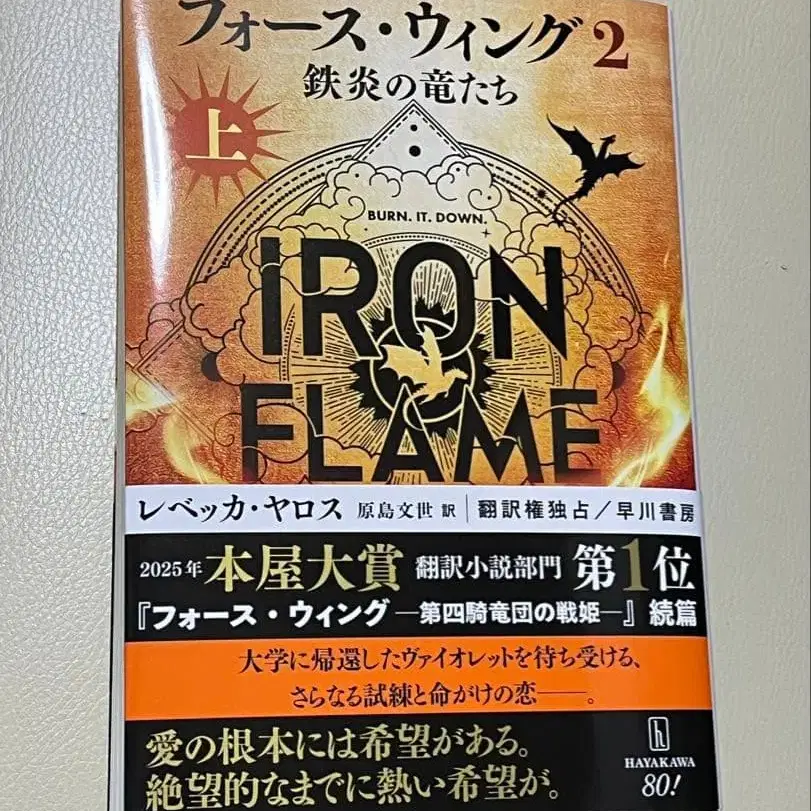 フォース・ウィング2
鉄炎の竜たち
上
BURN. IT. DOWN.
IRON
FLAME
レベッカ・ヤロス 原島文世 訳 | 翻訳権独占/早川書房
2025年 本屋大賞 翻訳小説部門 第1位
『フォース・ウィング―第四騎竜団の戦姫―』続篇
大学に帰還したヴァイオレットを待ち受ける、
さらなる試練と命がけの恋――。
愛の根本には希望がある。
絶望的なまでに熱い希望が。
h
HAYAKAWA
80!